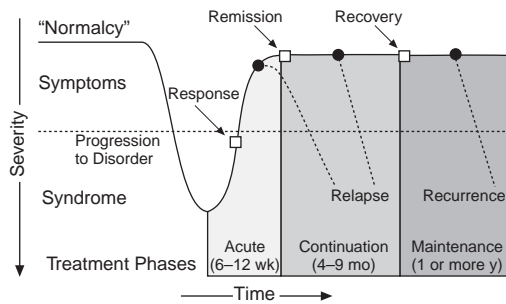 Remission
Recovery
“Normalcy”
Symptoms
Response
Severity
Progression
to Disorder
Relapse
Recurrence
Syndrome
Acute
(6–12 wk)
Continuation
(4–9 mo)
Maintenance
(1 or more y)
Treatment Phases
Time